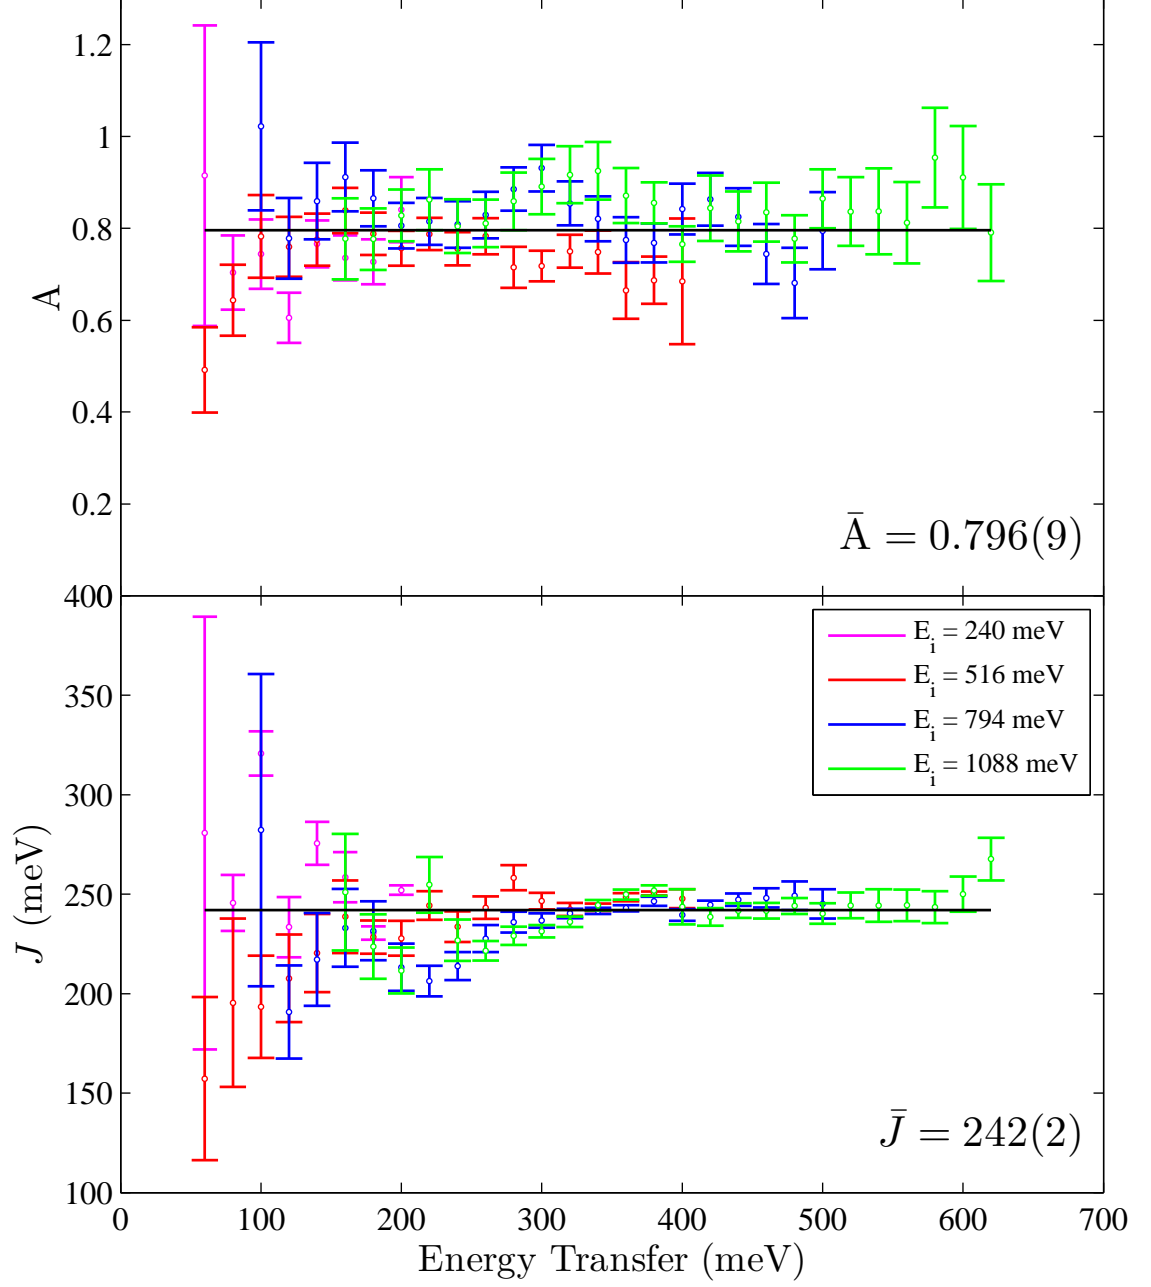 1.2
1
0.8
0.6
0.4
0.2
0
A
Ā = 0.796(9)
400
350
300
250
200
150
100
J (meV)
E_i = 240 meV
E_i = 516 meV
E_i = 794 meV
E_i = 1088 meV
J̄ = 242(2)
0 100 200 300 400 500 600 700
Energy Transfer (meV)